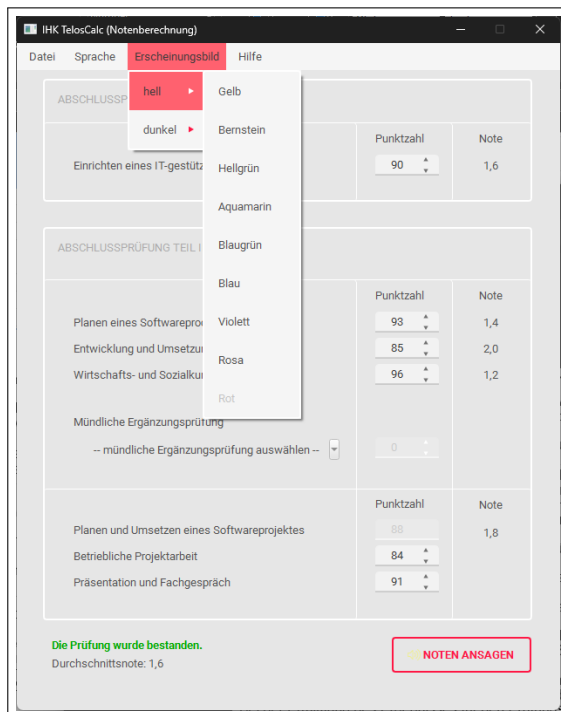 IHK TelosCalc (Notenberechnung)
Datei Sprache Erscheinungsbild Hilfe
hell
dunkel
Gelb
Bernstein
Hellgrün
Aquamarin
Blaugrün
Blau
Violett
Rosa
Rot
ABSCHLUSSP
Punktzahl Note
Einrichten eines IT-gestütz 90 1,6
ABSCHLUSSPRÜFUNG TEIL I
Punktzahl Note
Planen eines Softwarepro 93 1,4
Entwicklung und Umsetzu 85 2,0
Wirtschafts- und Sozialku 96 1,2
Mündliche Ergänzungsprüfung
-- mündliche Ergänzungsprüfung auswählen -- 0
Punktzahl Note
Planen und Umsetzen eines Softwareprojektes 88 1,8
Betriebliche Projektarbeit 84
Präsentation und Fachgespräch 91
Die Prüfung wurde bestanden.
Durchschnittsnote: 1,6
NOTEN ANSAGEN